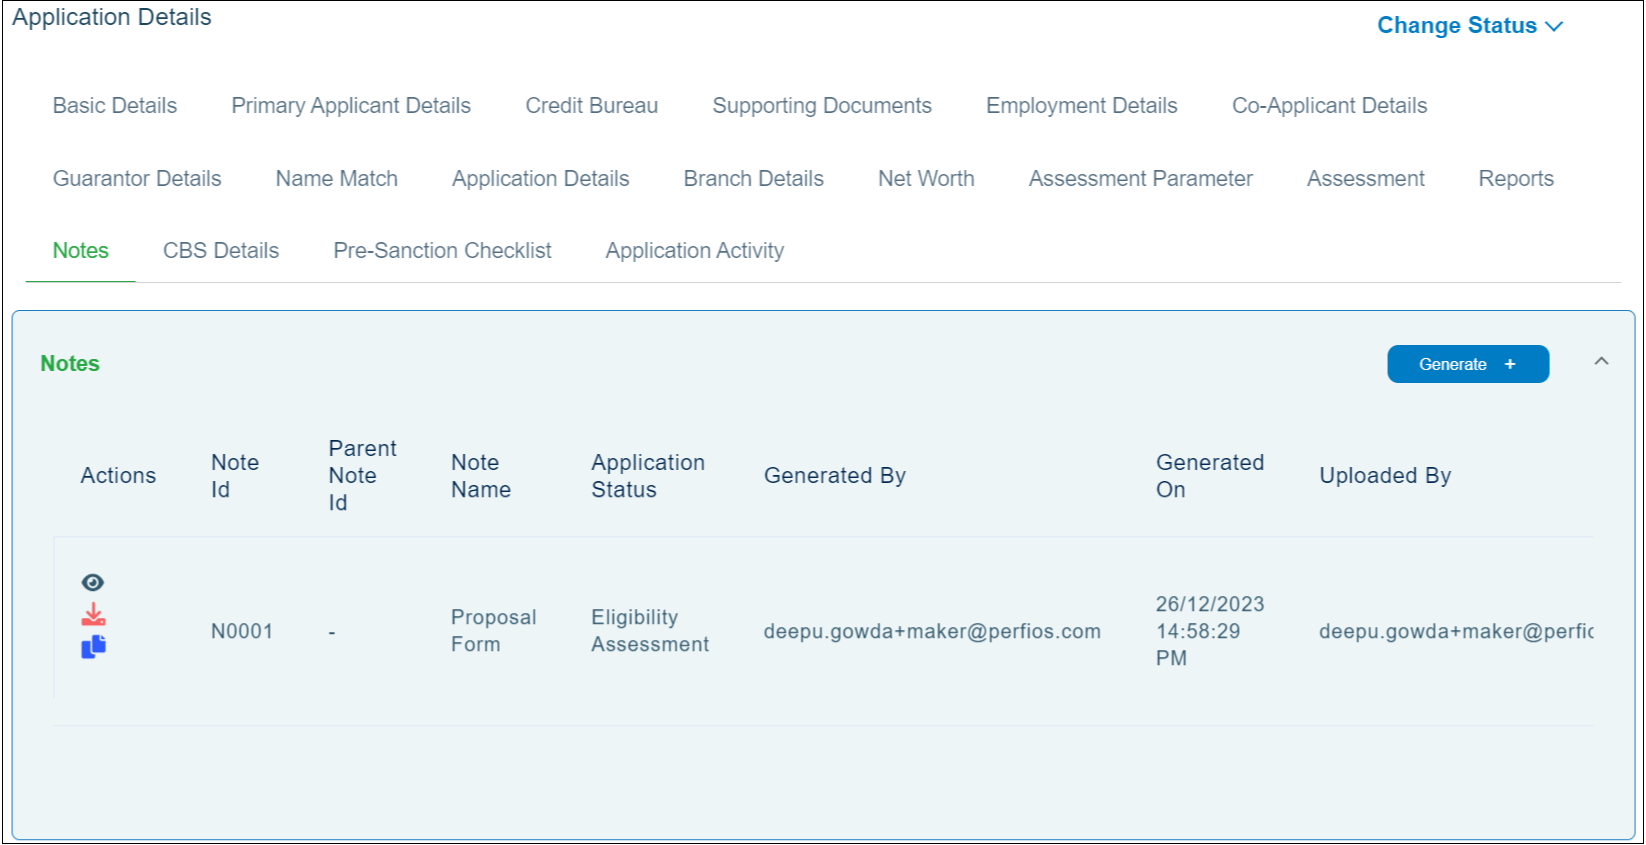 Application Details
Change Status
Basic Details Primary Applicant Details Credit Bureau Supporting Documents Employment Details Co-Applicant Details
Guarantor Details Name Match Application Details Branch Details Net Worth Assessment Parameter Assessment Reports
Notes CBS Details Pre-Sanction Checklist Application Activity
Notes
Generate +
Actions
Note
Id
Parent
Note
Id
Note
Name
Application
Status
Generated By
Generated
On
Uploaded By
N0001
-
Proposal
Form
Eligibility
Assessment
deepu.gowda+maker@perfios.com
26/12/2023
14:58:29
PM
deepu.gowda+maker@perfic